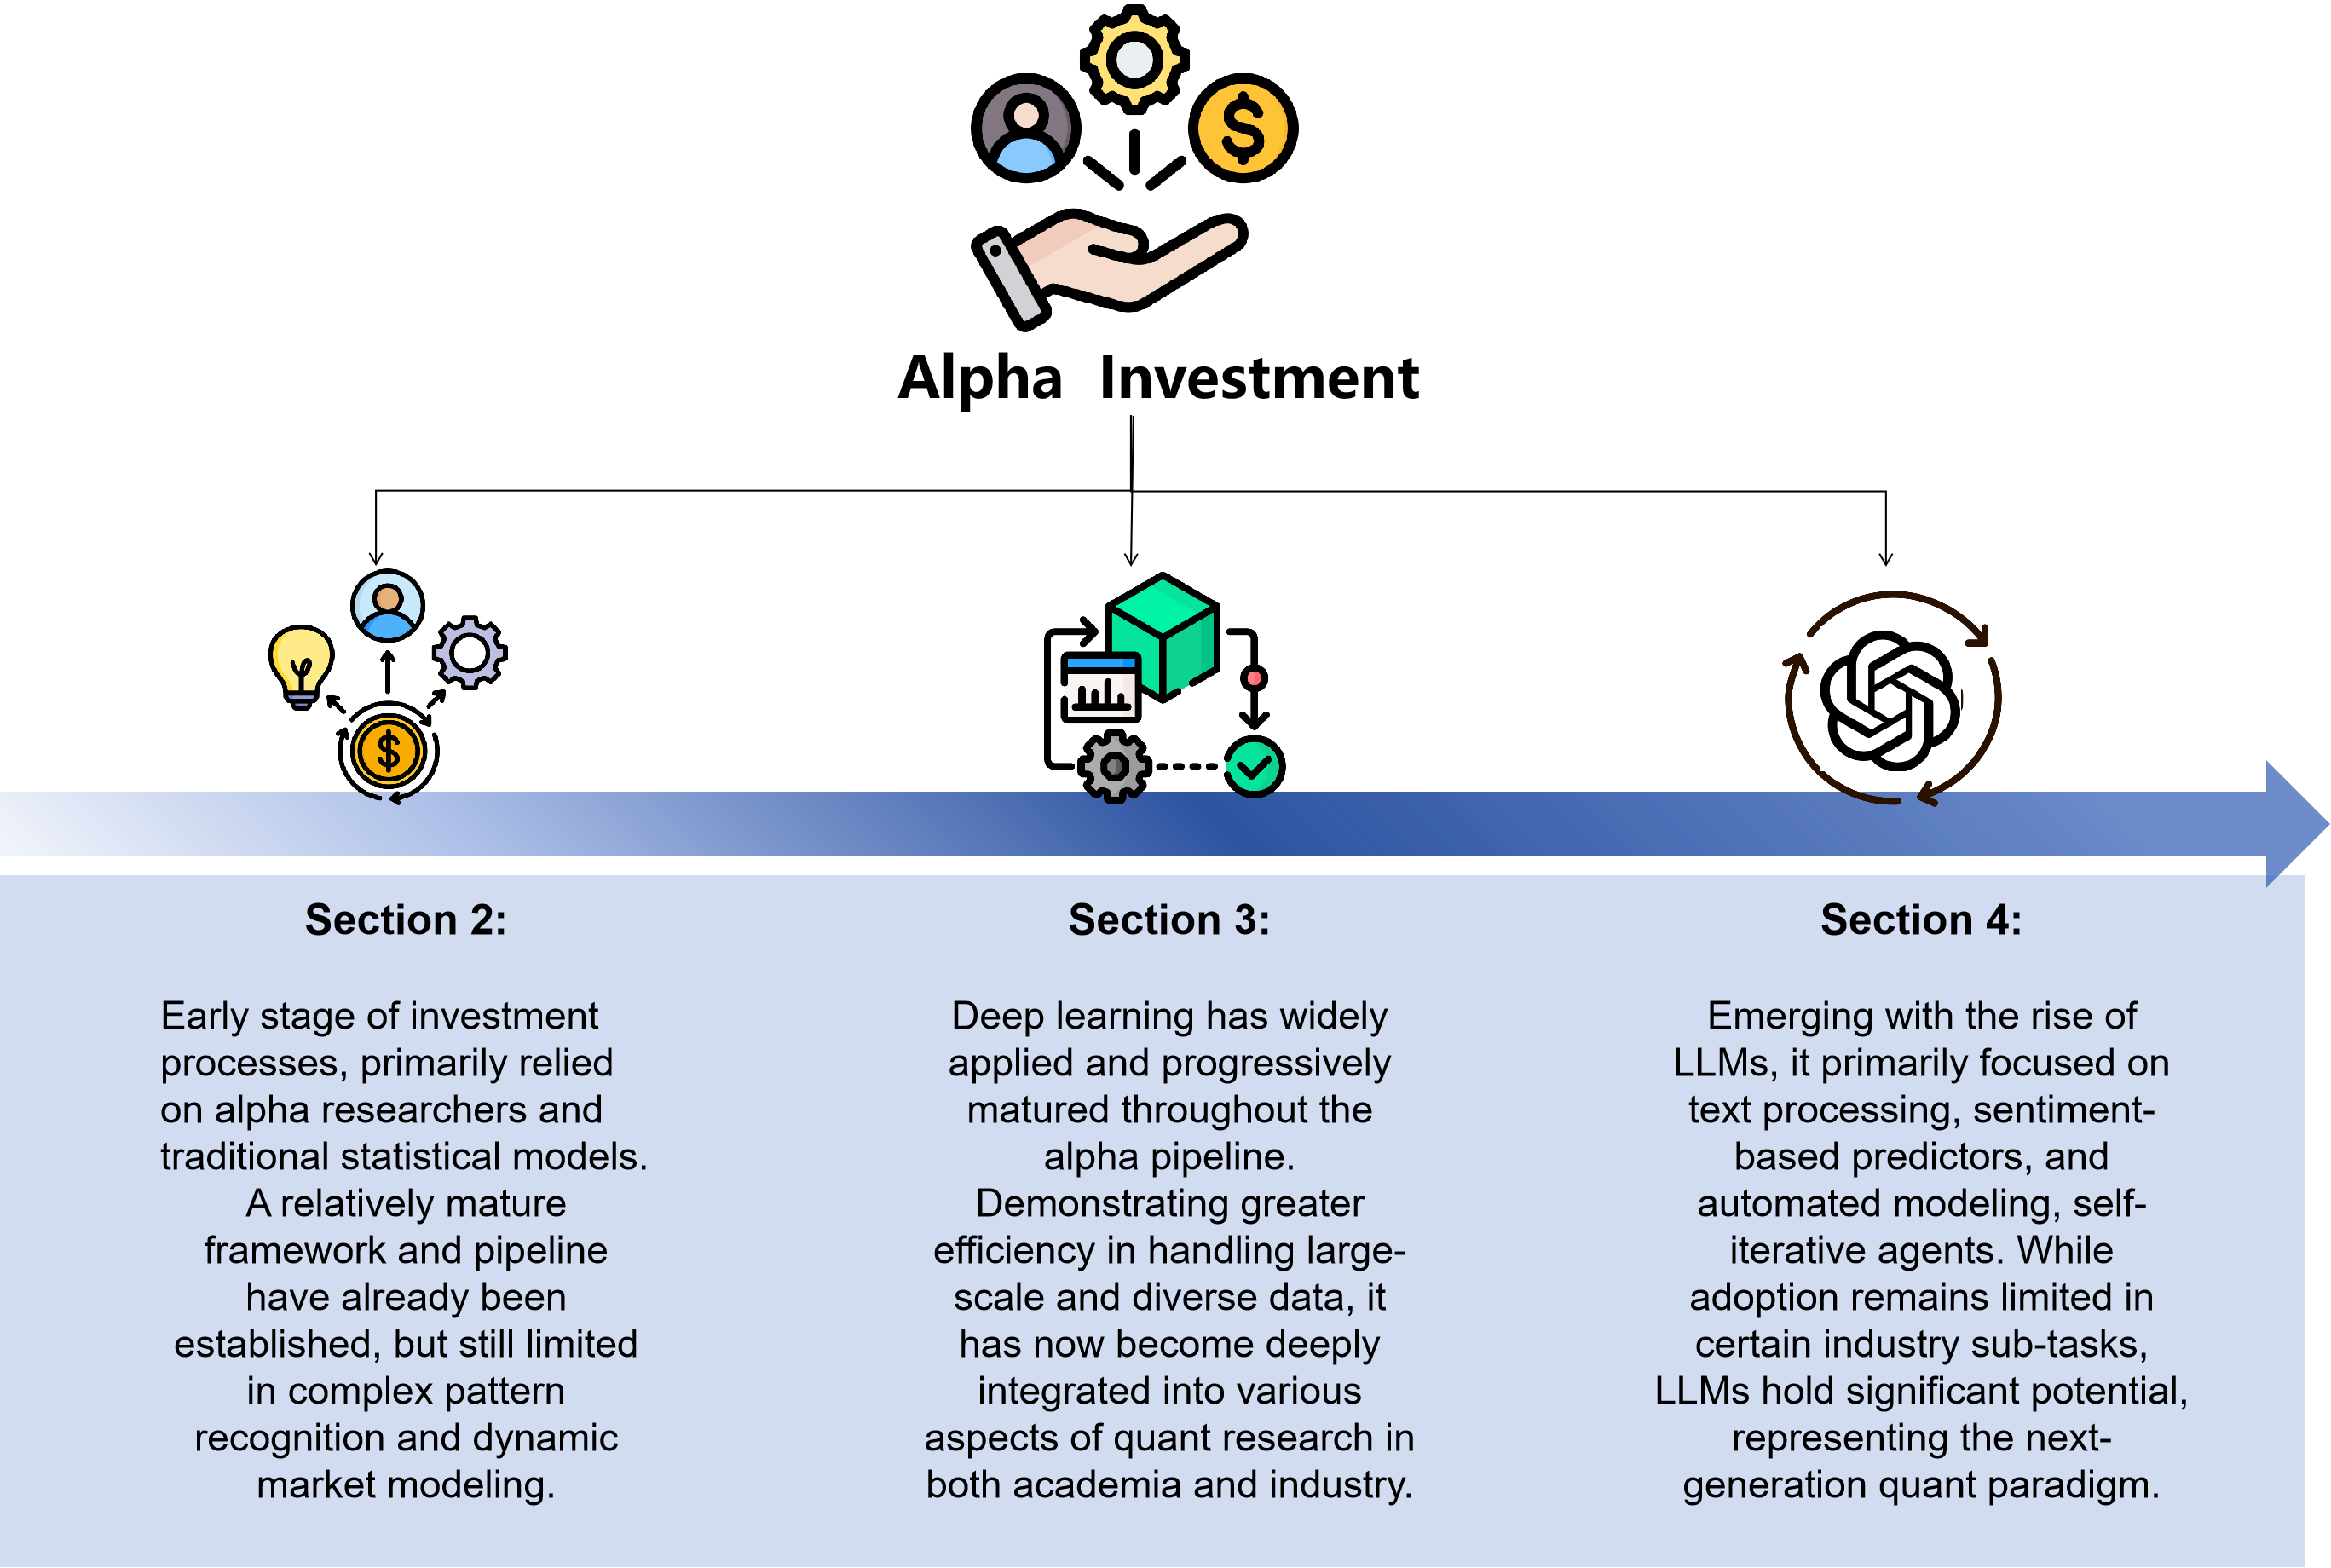 Alpha Investment
Section 2:
Early stage of investment
processes, primarily relied
on alpha researchers and
traditional statistical models.
A relatively mature
framework and pipeline
have already been
established, but still limited
in complex pattern
recognition and dynamic
market modeling.
Section 3:
Deep learning has widely
applied and progressively
matured throughout the
alpha pipeline.
Demonstrating greater
efficiency in handling large-
scale and diverse data, it
has now become deeply
integrated into various
aspects of quant research in
both academia and industry.
Section 4:
Emerging with the rise of
LLMs, it primarily focused on
text processing, sentiment-
based predictors, and
automated modeling, self-
iterative agents. While
adoption remains limited in
certain industry sub-tasks,
LLMs hold significant potential,
representing the next-
generation quant paradigm.